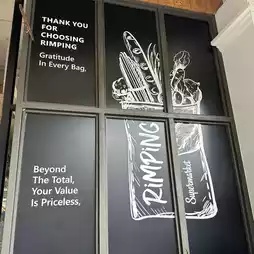 THANK YOU
FOR
CHOOSING
RIMPING
Gratitude
In Every Bag.
RiMPiNG
Supermarket
Beyond
The Total,
Your Value
Is Priceless.